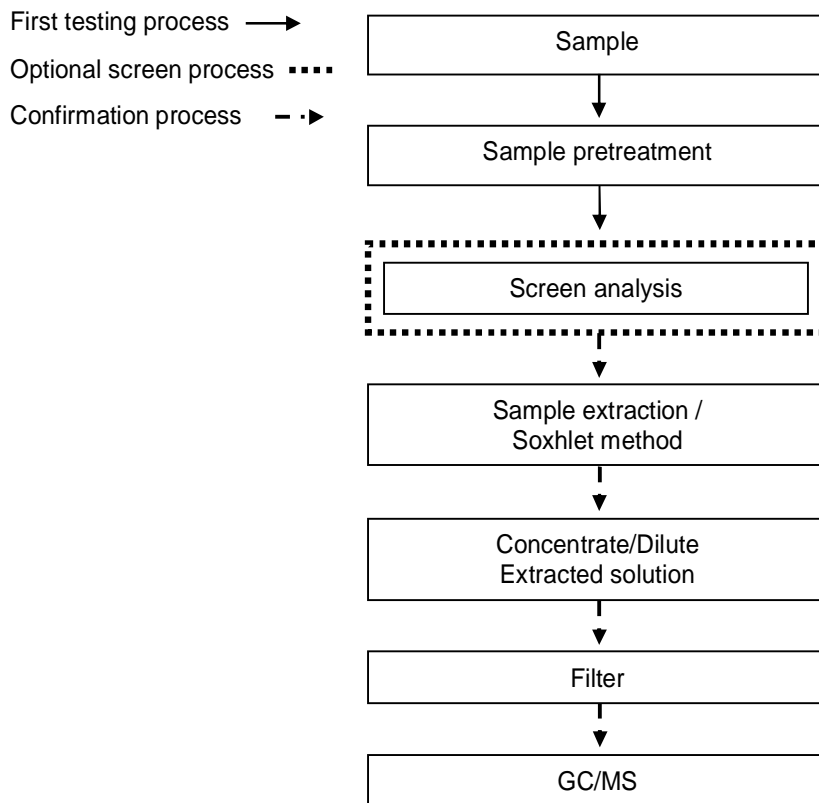 First testing process
Optional screen process
Confirmation process
Sample
Sample pretreatment
Screen analysis
Sample extraction /
Soxhlet method
Concentrate/Dilute
Extracted solution
Filter
GC/MS